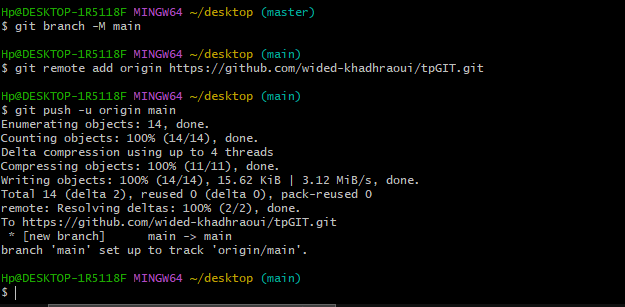 Hp@DESKTOP-1R5118F MINGW64 ~/desktop (master)
$ git branch -M main
Hp@DESKTOP-1R5118F MINGW64 ~/desktop (main)
$ git remote add origin https://github.com/wided-khadhraoui/tpGIT.git
Hp@DESKTOP-1R5118F MINGW64 ~/desktop (main)
$ git push -u origin main
Enumerating objects: 14, done.
Counting objects: 100% (14/14), done.
Delta compression using up to 4 threads
Compressing objects: 100% (11/11), done.
Writing objects: 100% (14/14), 15.62 KiB | 3.12 MiB/s, done.
Total 14 (delta 2), reused 0 (delta 0), pack-reused 0
remote: Resolving deltas: 100% (2/2), done.
To https://github.com/wided-khadhraoui/tpGIT.git
 * [new branch]      main -> main
branch 'main' set up to track 'origin/main'.
Hp@DESKTOP-1R5118F MINGW64 ~/desktop (main)
$